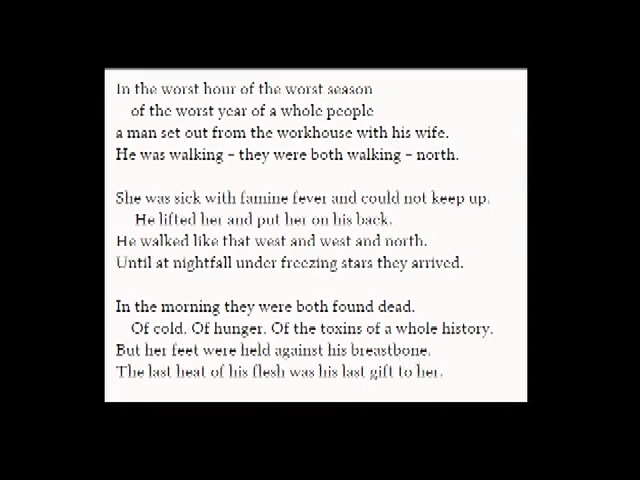 In the worst hour of the worst season
of the worst year of a whole people
a man set out from the workhouse with his wife.
He was walking – they were both walking – north.
She was sick with famine fever and could not keep up.
He lifted her and put her on his back.
He walked like that west and west and north.
Until at nightfall under freezing stars they arrived.
In the morning they were both found dead.
Of cold. Of hunger. Of the toxins of a whole history.
But her feet were held against his breastbone.
The last heat of his flesh was his last gift to her.